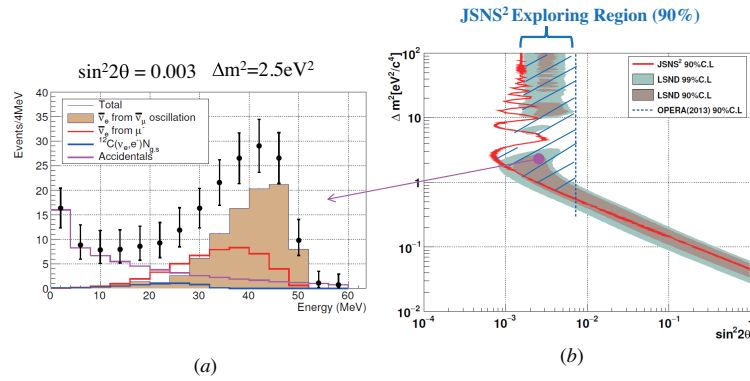 JSNS² Exploring Region (90%)
sin²2θ = 0.003 Δm²=2.5eV²
Events/4MeV
40
35
30
25
20
15
10
5
0
Total
ν̅e from ν̅μ oscillation
ν̅e from μ⁻
¹²C(νe,e⁻)Ng.s
Accidentals
0 10 20 30 40 50 60
Energy (MeV)
(a)
Δ m²[eV²/c⁴]
10²
10
1
10⁻¹
10⁻²
JSNS² 90%C.L
LSND 99%C.L
LSND 90%C.L
OPERA(2013) 90%C.L
10⁻⁴ 10⁻³ 10⁻² 10⁻¹ 1
sin²2θ
(b)